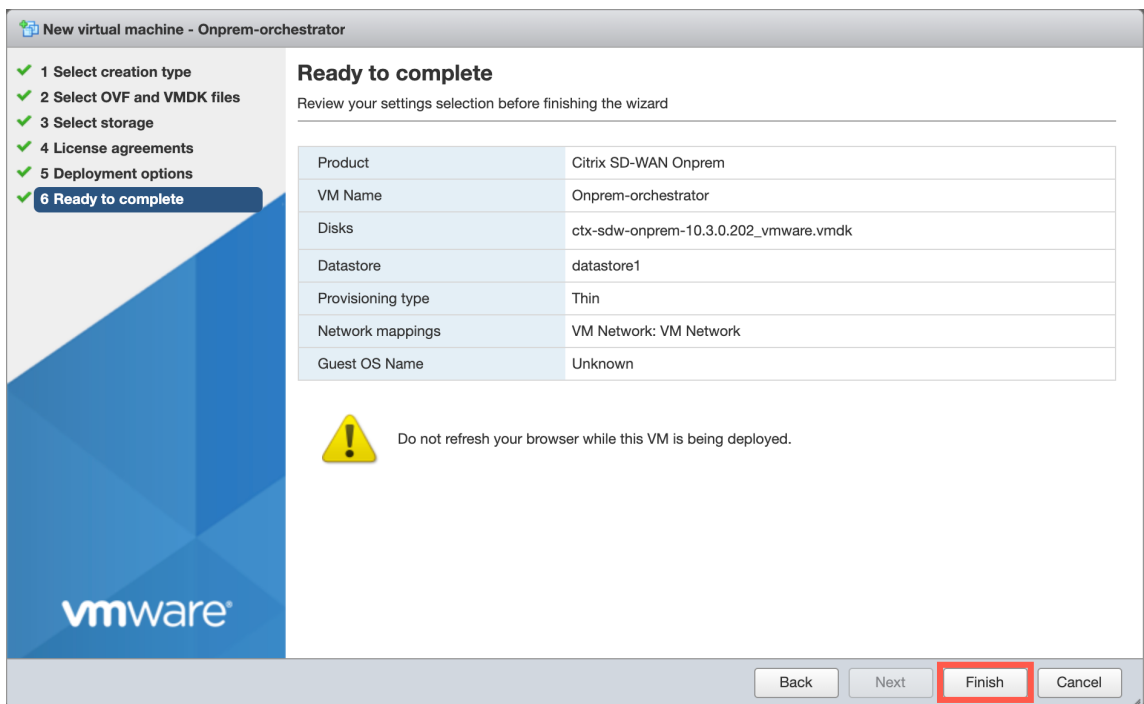 New virtual machine - Onprem-orchestrator
1 Select creation type
2 Select OVF and VMDK files
3 Select storage
4 License agreements
5 Deployment options
6 Ready to complete
Ready to complete
Review your settings selection before finishing the wizard
Product Citrix SD-WAN Onprem
VM Name Onprem-orchestrator
Disks ctx-sdw-onprem-10.3.0.202_vmware.vmdk
Datastore datastore1
Provisioning type Thin
Network mappings VM Network: VM Network
Guest OS Name Unknown
Do not refresh your browser while this VM is being deployed.
vmware®
Back Next Finish Cancel